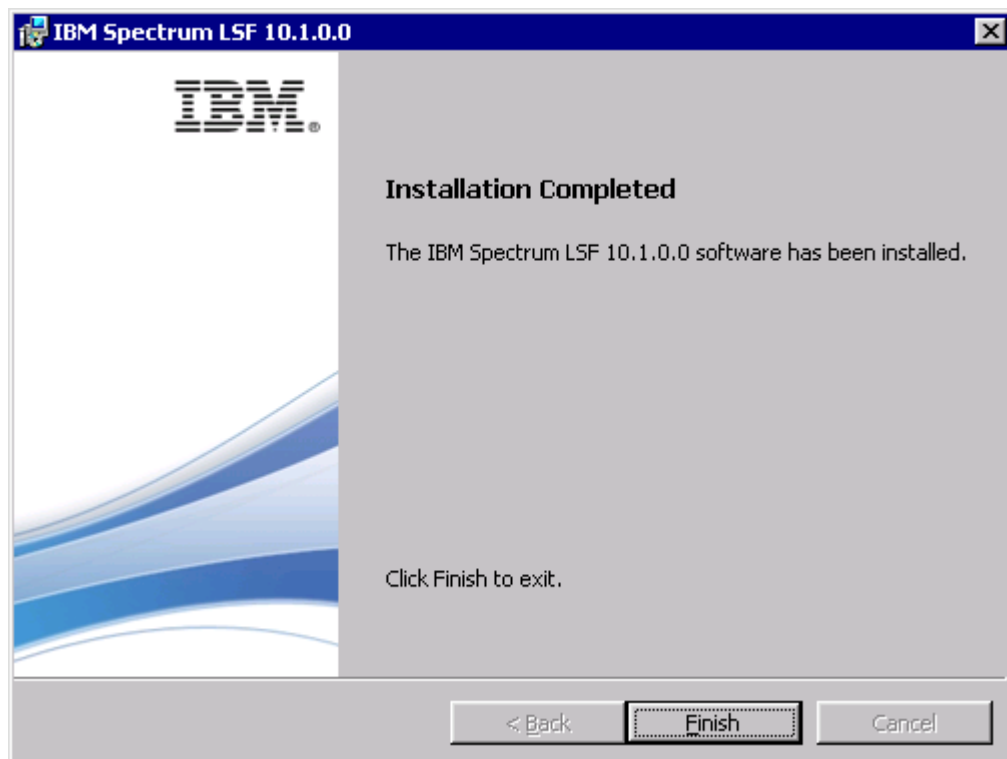 IBM Spectrum LSF 10.1.0.0
IBM.®
Installation Completed
The IBM Spectrum LSF 10.1.0.0 software has been installed.
Click Finish to exit.
< Back
Finish
Cancel